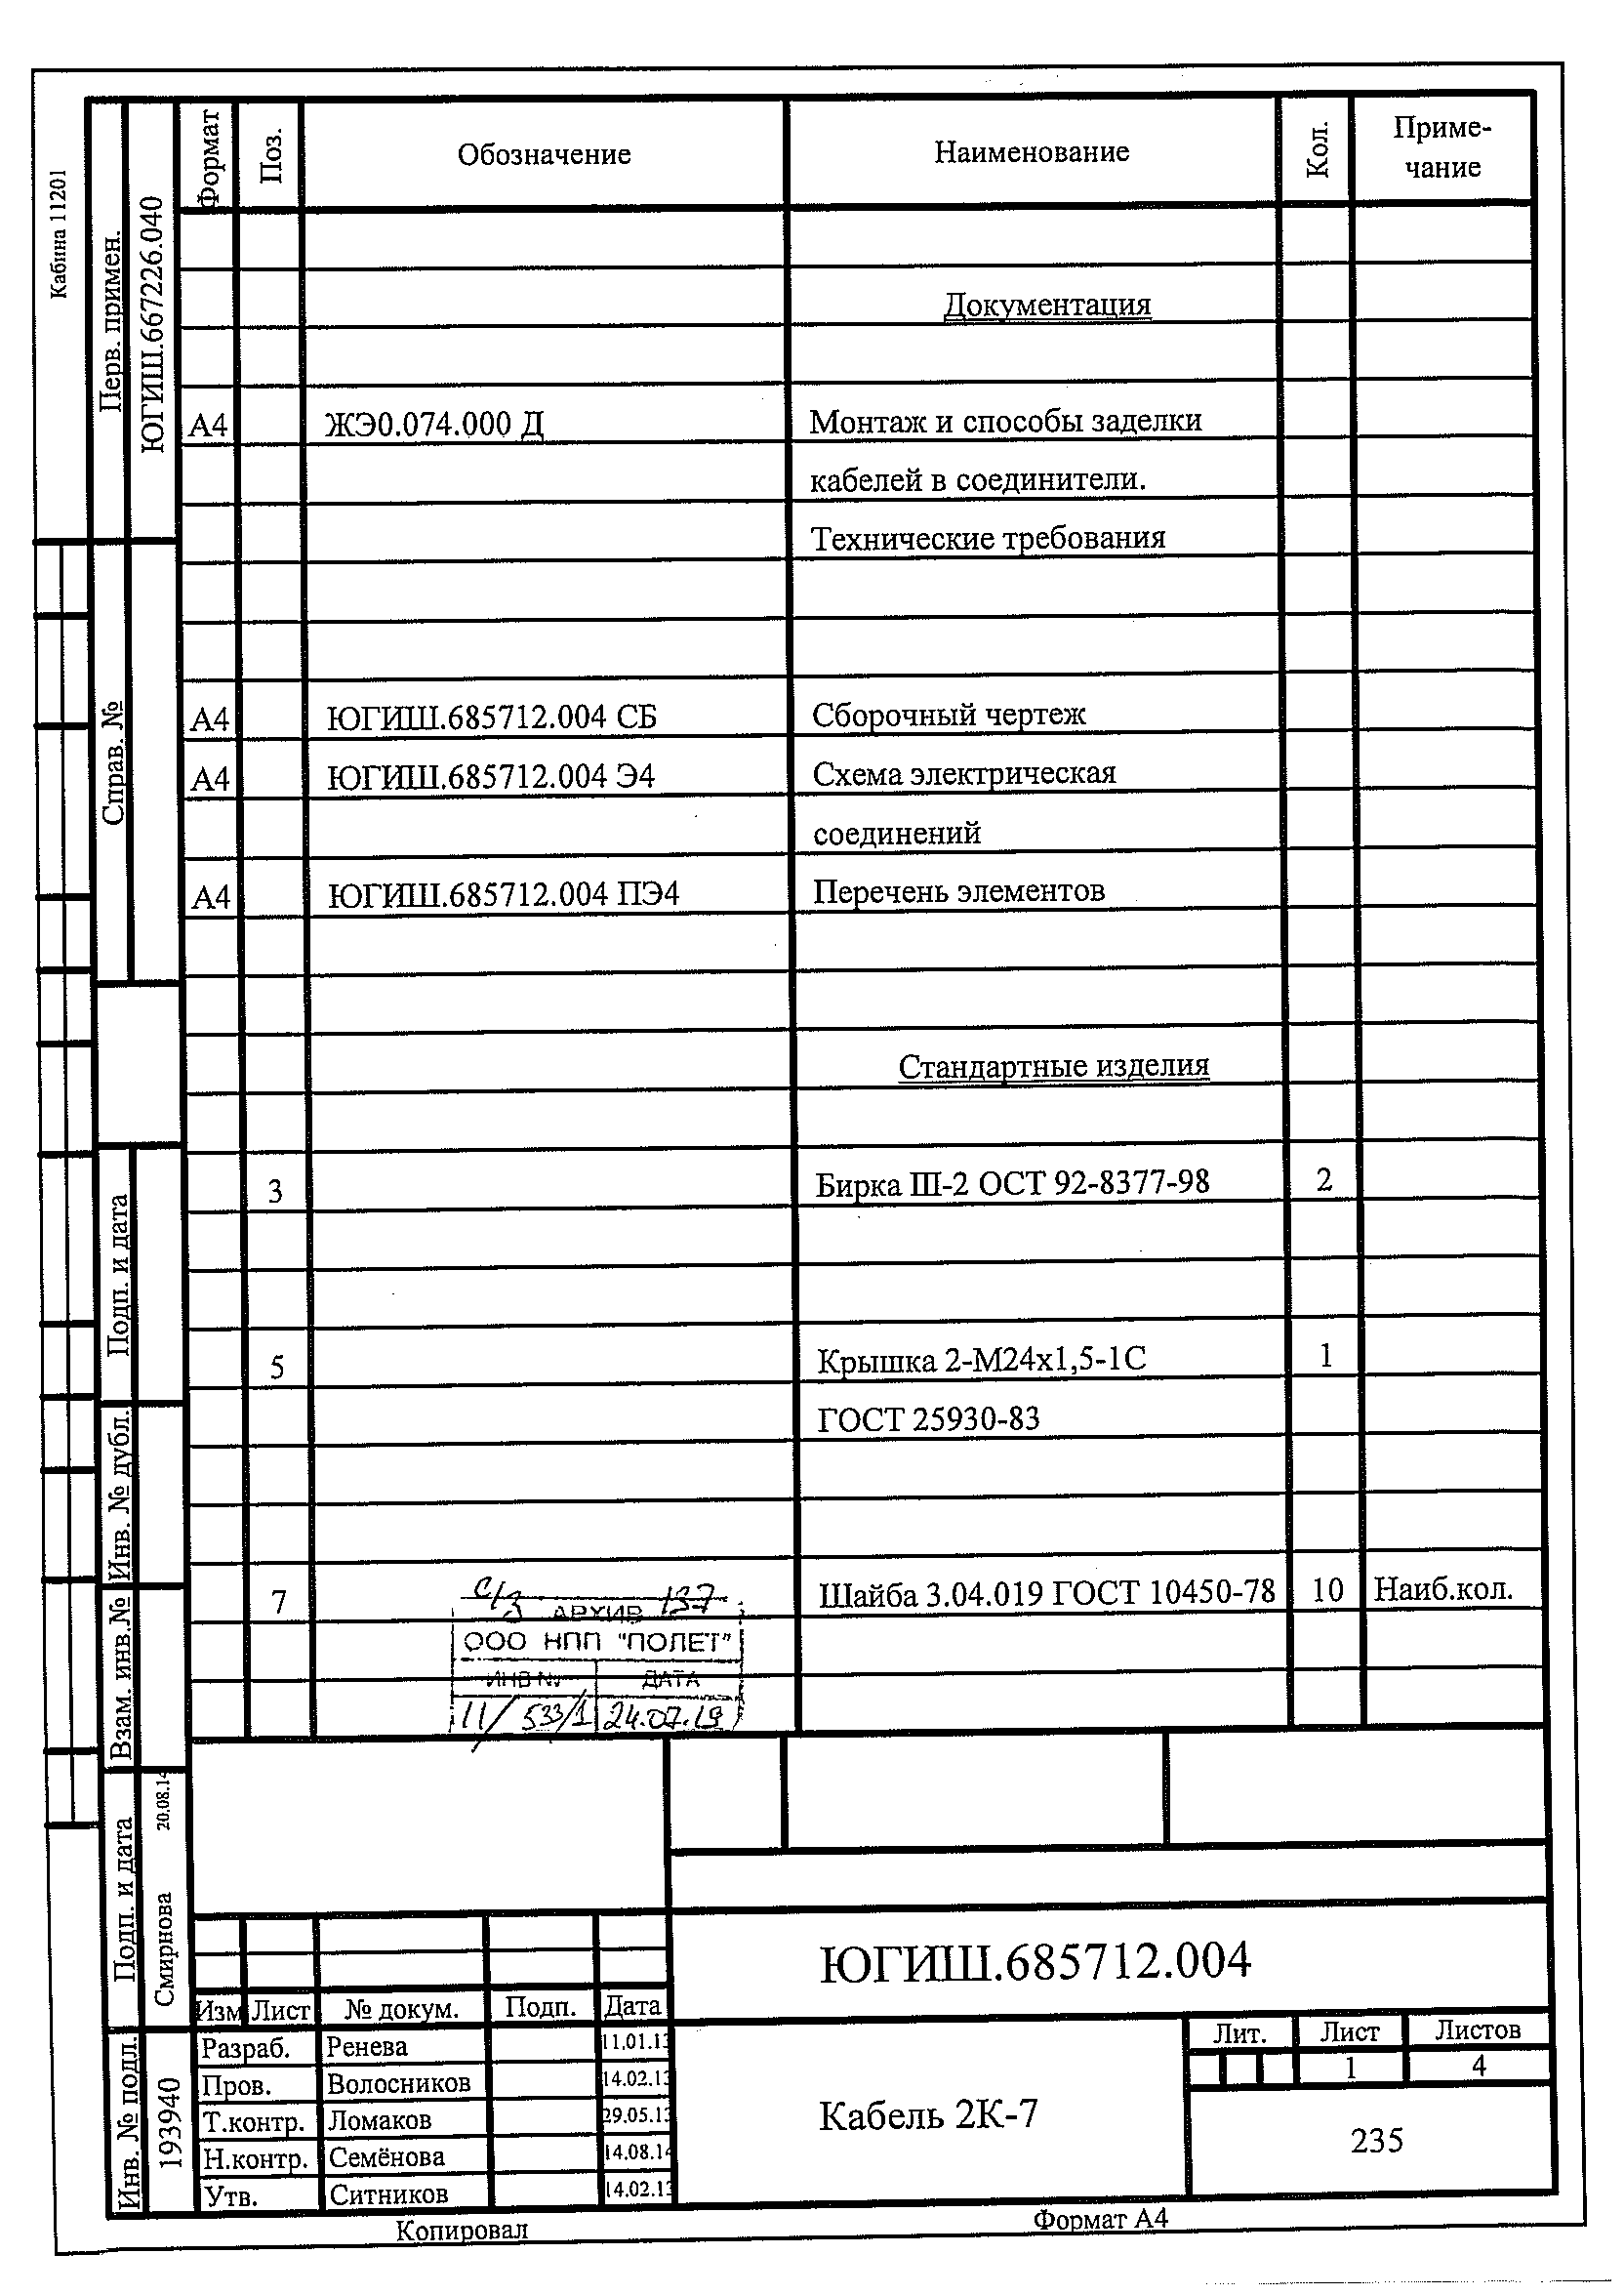 Кабина 11201
Перв. примен.
ЮГИШ.667226.040
Справ. №
Подп. и дата
Инв. № дубл.
Взам. инв.№
Подп. и дата
Смирнова 20.08.14
Инв. № подл.
193940
Формат Поз. Обозначение Наименование Кол. Приме-
чание
Документация
А4 ЖЭ0.074.000 Д Монтаж и способы заделки
кабелей в соединители.
Технические требования
А4 ЮГИШ.685712.004 СБ Сборочный чертеж
А4 ЮГИШ.685712.004 Э4 Схема электрическая
соединений
А4 ЮГИШ.685712.004 ПЭ4 Перечень элементов
Стандартные изделия
3 Бирка Ш-2 ОСТ 92-8377-98 2
5 Крышка 2-М24х1,5-1С 1
ГОСТ 25930-83
7 Шайба 3.04.019 ГОСТ 10450-78 10 Наиб.кол.
с/з АРХИВ 137
ООО НПП "ПОЛЕТ"
ИНВ № ДАТА
11/533/1 24.07.19
ЮГИШ.685712.004
Изм Лист № докум. Подп. Дата
Разраб. Ренева 11.01.13
Пров. Волосников 14.02.13
Т.контр. Ломаков 29.05.13
Н.контр. Семёнова 14.08.14
Утв. Ситников 14.02.13
Кабель 2К-7
Лит. Лист Листов
1 4
235
Копировал Формат А4